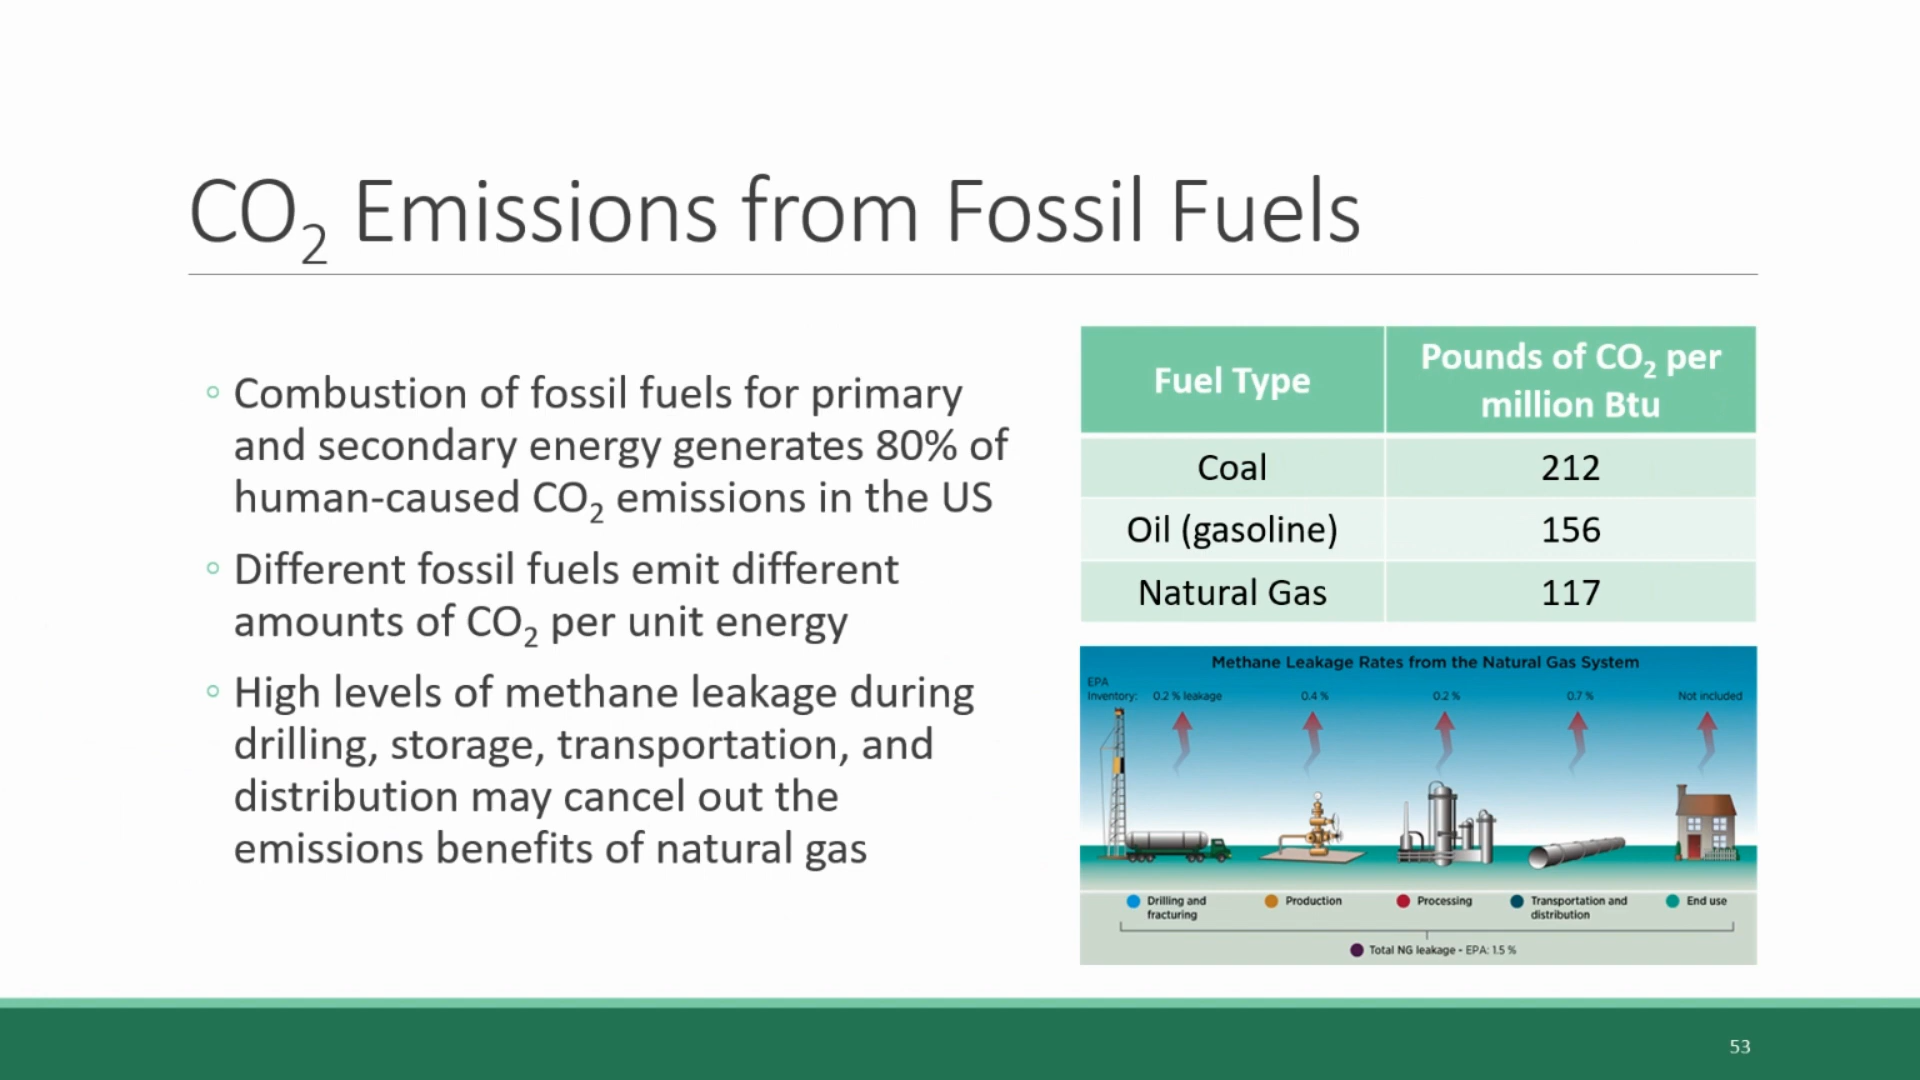 CO₂ Emissions from Fossil Fuels
◦ Combustion of fossil fuels for primary
and secondary energy generates 80% of
human-caused CO₂ emissions in the US
◦ Different fossil fuels emit different
amounts of CO₂ per unit energy
◦ High levels of methane leakage during
drilling, storage, transportation, and
distribution may cancel out the
emissions benefits of natural gas
Fuel Type
Pounds of CO₂ per
million Btu
Coal 212
Oil (gasoline) 156
Natural Gas 117
Methane Leakage Rates from the Natural Gas System
EPA
Inventory: 0.2 % leakage 0.4 % 0.2 % 0.7 % Not included
Drilling and
fracturing
Production
Processing
Transportation and
distribution
End use
Total NG leakage - EPA: 1.5 %
53